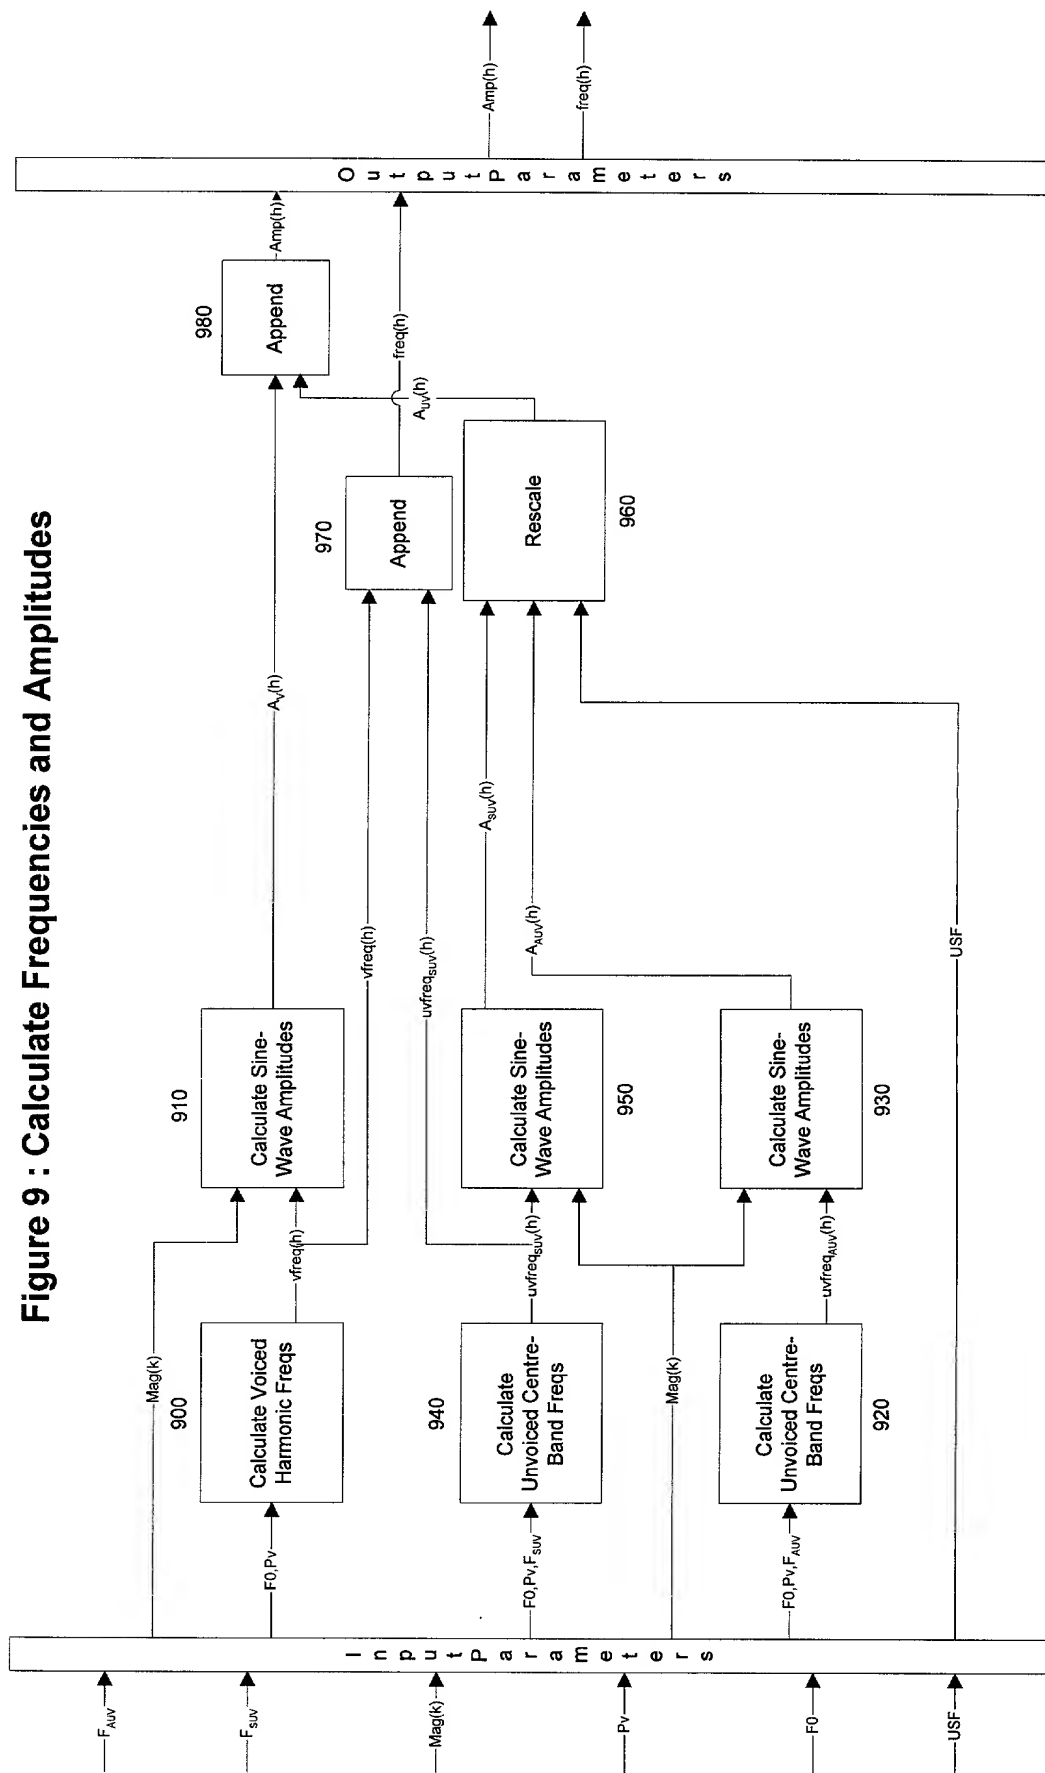 Figure 9 : Calculate Frequencies and Amplitudes
F_AUV
F_SUV
Mag(k)
Pv
F0
USF
Input Parameters
Mag(k)
F0,Pv
F0,Pv,F_SUV
Mag(k)
F0,Pv,F_AUV
USF
900
Calculate Voiced
Harmonic Freqs
940
Calculate
Unvoiced Centre-
Band Freqs
920
Calculate
Unvoiced Centre-
Band Freqs
vfreq(h)
uvfreq_SUV(h)
uvfreq_AUV(h)
910
Calculate Sine-
Wave Amplitudes
950
Calculate Sine-
Wave Amplitudes
930
Calculate Sine-
Wave Amplitudes
A_V(h)
vfreq(h)
uvfreq_SUV(h)
A_SUV(h)
A_AUV(h)
970
Append
960
Rescale
980
Append
freq(h)
A_UV(h)
Amp(h)
Output Parameters
Amp(h)
freq(h)